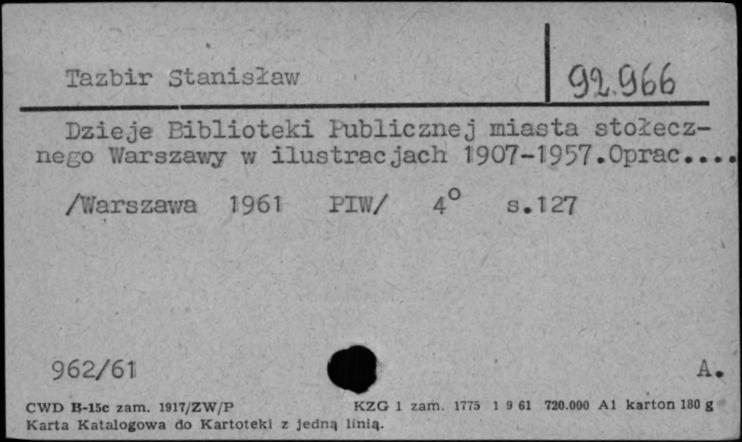 Tazbir Stanisław
92.966
Dzieje Biblioteki Publicznej miasta stołecz-
nego Warszawy w ilustracjach 1907-1957.Oprac....
/Warszawa 1961 PIW/ 4° s.127
962/61
A.
CWD B-15c zam. 1917/ZW/P KZG 1 zam. 1775 1 9 61 720.000 A1 karton 180 g
Karta Katalogowa do Kartoteki z jedną linią.